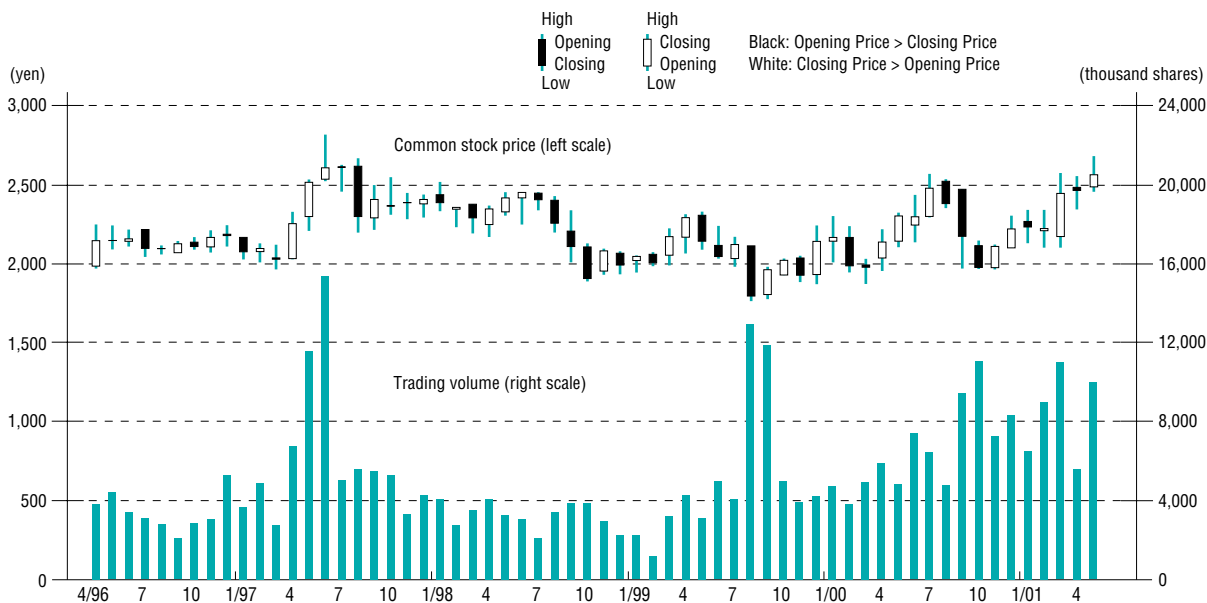 High
Opening
Closing
Low
High
Closing
Opening
Low
Black: Opening Price > Closing Price
White: Closing Price > Opening Price
(yen)
(thousand shares)
3,000
24,000
Common stock price (left scale)
2,500
20,000
2,000
16,000
1,500
12,000
Trading volume (right scale)
1,000
8,000
500
4,000
0
0
4/96 7 10 1/97 4 7 10 1/98 4 7 10 1/99 4 7 10 1/00 4 7 10 1/01 4